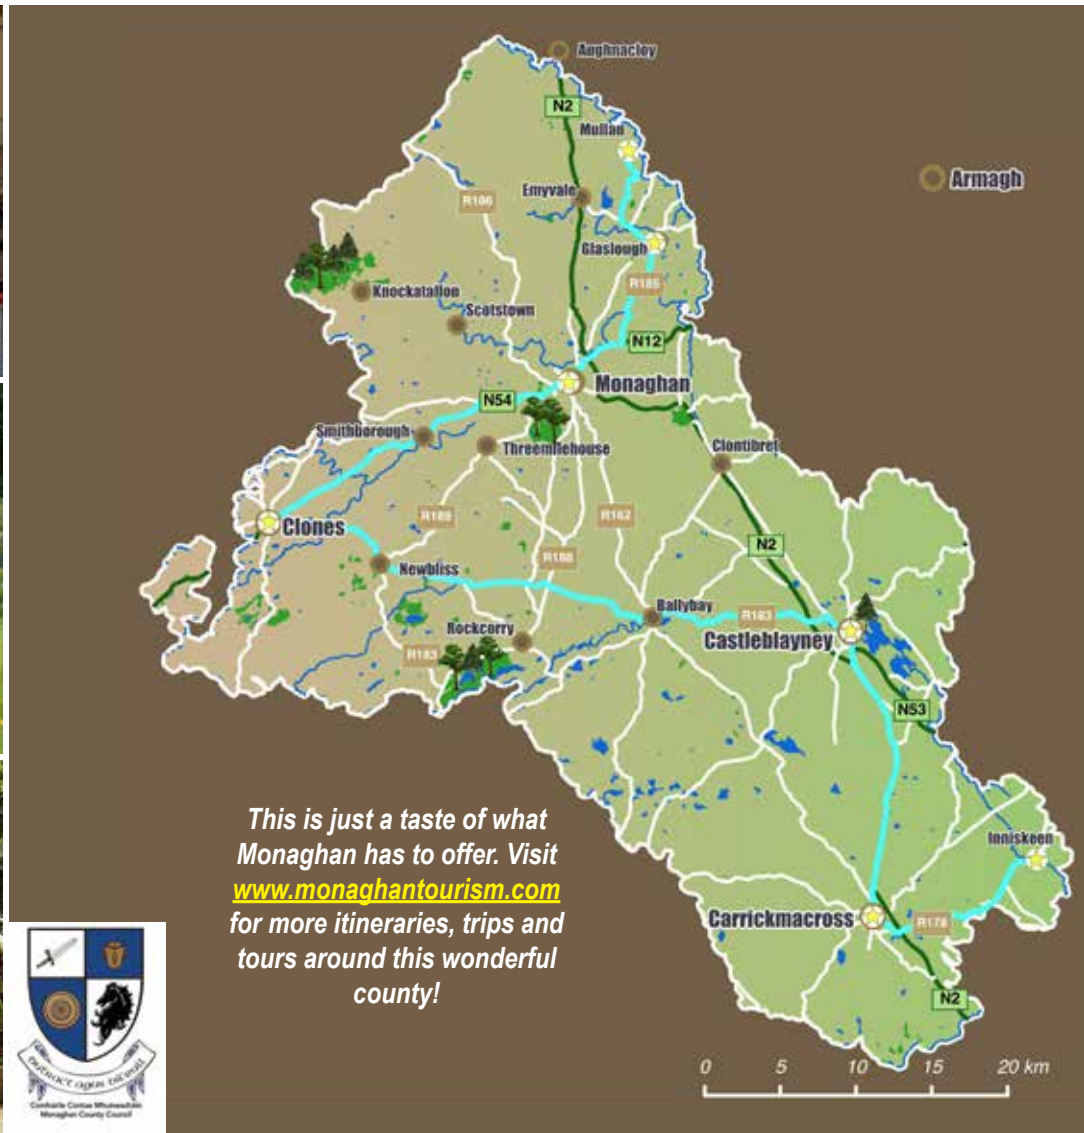 Aughnacloy
N2
Mullan
Armagh
Emyvale
R186
Glaslough
R185
Knockatallon
Scotstown
N12
Monaghan
N54
Smithborough
Threemilehouse
Clontibret
Clones
R189
R162
N2
R188
Newbliss
Ballybay
R183
Rockcorry
Castleblayney
R183
N53
This is just a taste of what
Monaghan has to offer. Visit
www.monaghantourism.com
for more itineraries, trips and
tours around this wonderful
county!
Inniskeen
Carrickmacross
R178
N2
0 5 10 15 20 km
Comhairle Contae Mhuineacháin
Monaghan County Council